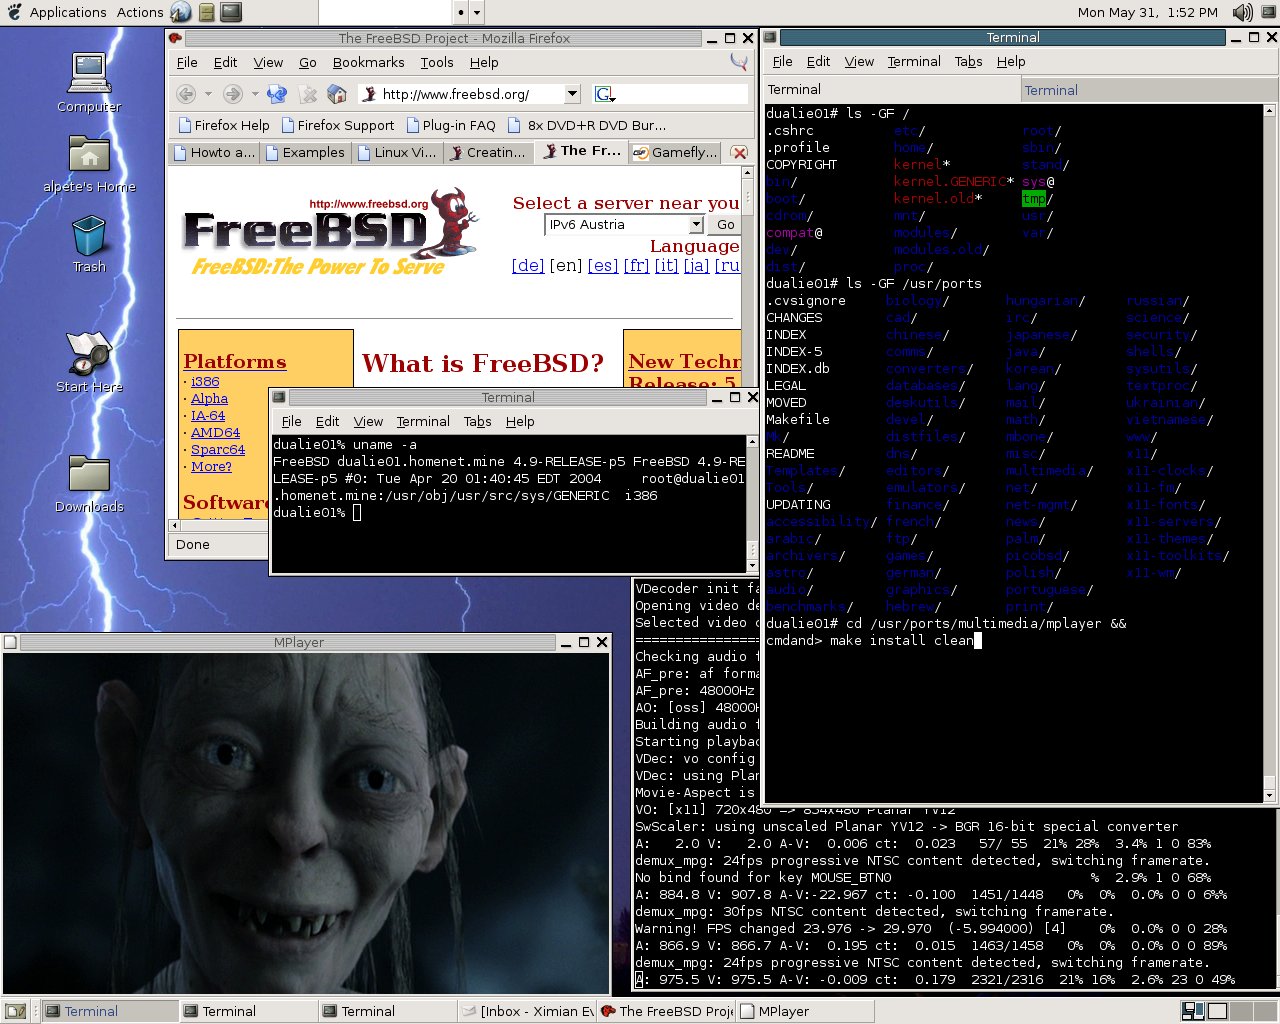 Applications Actions
Mon May 31, 1:52 PM
Computer
alpete's Home
Trash
Start Here
Downloads
The FreeBSD Project - Mozilla Firefox
File Edit View Go Bookmarks Tools Help
http://www.freebsd.org/
G
Firefox Help Firefox Support Plug-in FAQ 8x DVD+R DVD Bur...
Howto a... Examples Linux Vi... Creatin... The Fr... Gamefly...
http://www.freebsd.org
FreeBSD
FreeBSD:The Power To Serve
Select a server near you
IPv6 Austria Go
Language
[de] [en] [es] [fr] [it] [ja] [ru
Platforms
· i386
· Alpha
· IA-64
· AMD64
· Sparc64
· More?
Software
What is FreeBSD?
New Techn
Release: 5
Done
Terminal
File Edit View Terminal Tabs Help
dualie01% uname -a
FreeBSD dualie01.homenet.mine 4.9-RELEASE-p5 FreeBSD 4.9-RE
LEASE-p5 #0: Tue Apr 20 01:40:45 EDT 2004     root@dualie01
.homenet.mine:/usr/obj/usr/src/sys/GENERIC  i386
dualie01%
Terminal
File Edit View Terminal Tabs Help
Terminal Terminal
dualie01# ls -GF /
.cshrc etc/ root/
.profile home/ sbin/
COPYRIGHT kernel* stand/
bin/ kernel.GENERIC* sys@
boot/ kernel.old* tmp/
cdrom/ mnt/ usr/
compat@ modules/ var/
dev/ modules.old/
dist/ proc/
dualie01# ls -GF /usr/ports
.cvsignore biology/ hungarian/ russian/
CHANGES cad/ irc/ science/
INDEX chinese/ japanese/ security/
INDEX-5 comms/ java/ shells/
INDEX.db converters/ korean/ sysutils/
LEGAL databases/ lang/ textproc/
MOVED deskutils/ mail/ ukrainian/
Makefile devel/ math/ vietnamese/
Mk/ distfiles/ mbone/ www/
README dns/ misc/ x11/
Templates/ editors/ multimedia/ x11-clocks/
Tools/ emulators/ net/ x11-fm/
UPDATING finance/ net-mgmt/ x11-fonts/
accessibility/ french/ news/ x11-servers/
arabic/ ftp/ palm/ x11-themes/
archivers/ games/ picobsd/ x11-toolkits/
astro/ german/ polish/ x11-wm/
audio/ graphics/ portuguese/
benchmarks/ hebrew/ print/
dualie01# cd /usr/ports/multimedia/mplayer &&
cmdand> make install clean
VDecoder init fa
Opening video de
Selected video c
================
Checking audio f
AF_pre: af forma
AF_pre: 48000Hz
AO: [oss] 48000H
Building audio f
Starting playbac
VDec: vo config
VDec: using Plan
Movie-Aspect is
VO: [x11] 720x480 => 854x480 Planar YV12
SwScaler: using unscaled Planar YV12 -> BGR 16-bit special converter
A:   2.0 V:   2.0 A-V:  0.006 ct:  0.023   57/ 55  21% 28%  3.4% 1 0 83%
demux_mpg: 24fps progressive NTSC content detected, switching framerate.
No bind found for key MOUSE_BTN0                         %  2.9% 1 0 68%
A: 884.8 V: 907.8 A-V:-22.967 ct: -0.100  1451/1448   0%  0%  0.0% 0 0 6%%
demux_mpg: 30fps NTSC content detected, switching framerate.
Warning! FPS changed 23.976 -> 29.970  (-5.994000) [4]    0%  0.0% 0 0 28%
A: 866.9 V: 866.7 A-V:  0.195 ct:  0.015  1463/1458   0%  0%  0.0% 0 0 89%
demux_mpg: 24fps progressive NTSC content detected, switching framerate.
A: 975.5 V: 975.5 A-V: -0.009 ct:  0.179  2321/2316  21% 16%  2.6% 23 0 49%
MPlayer
Terminal Terminal Terminal [Inbox - Ximian Ev The FreeBSD Proj MPlayer